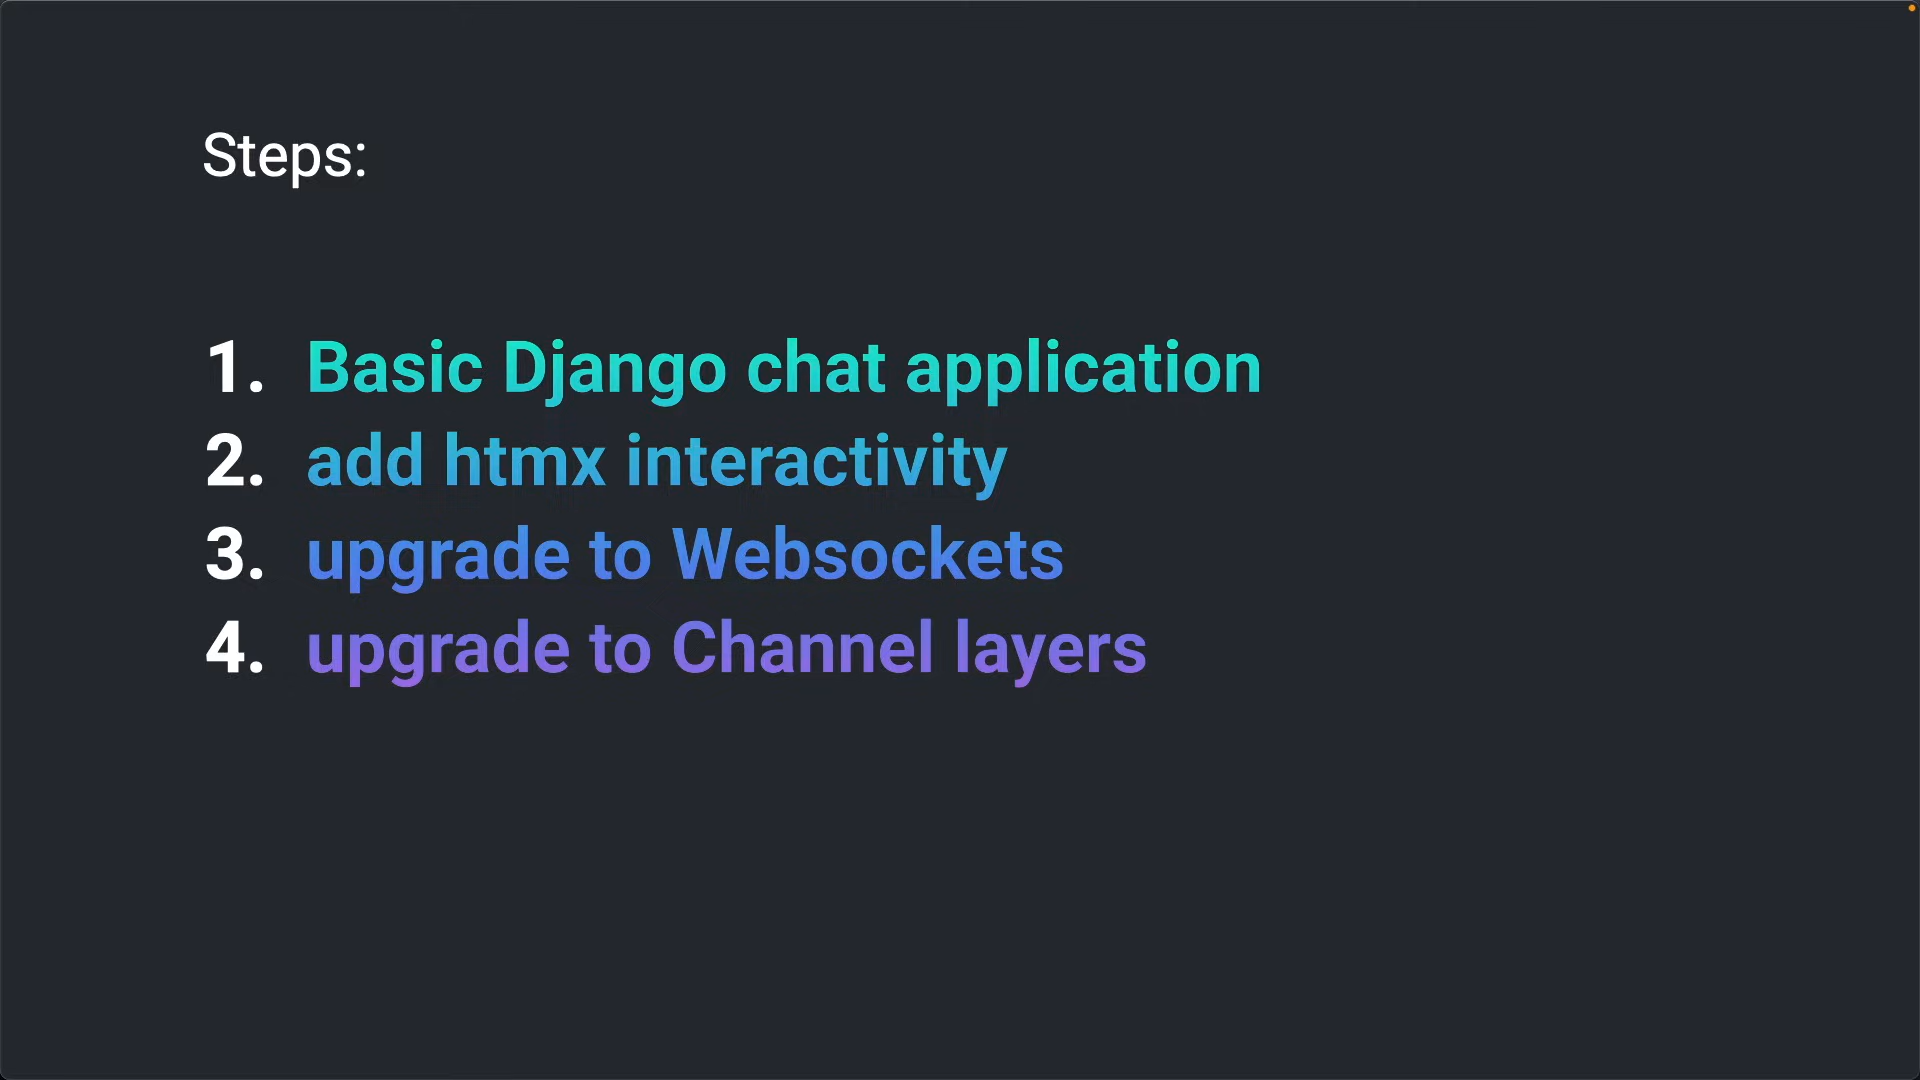 Steps:
1. Basic Django chat application
2. add htmx interactivity
3. upgrade to Websockets
4. upgrade to Channel layers